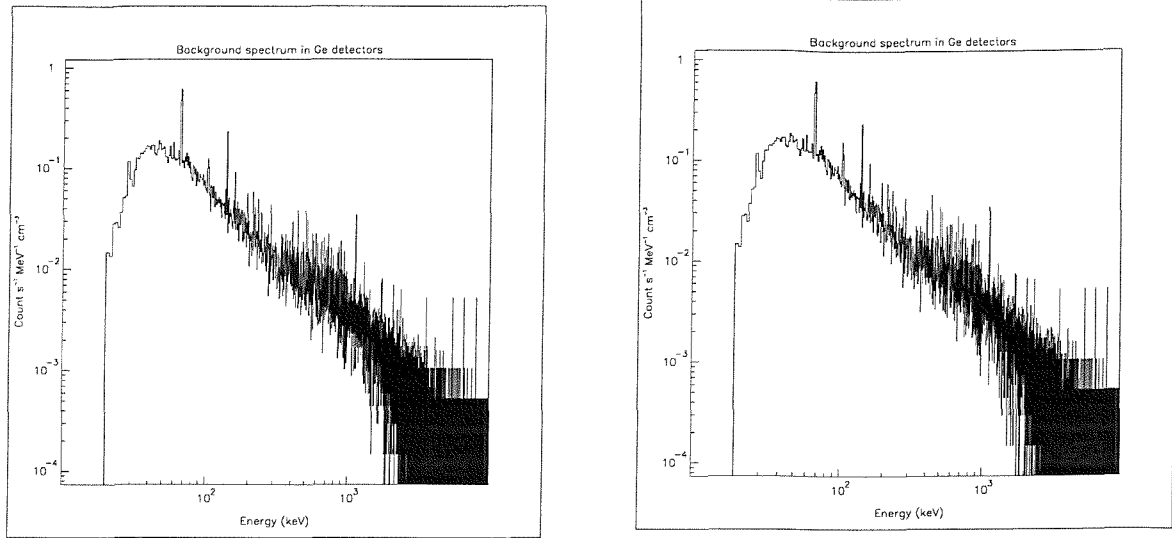 Background spectrum in Ge detectors
1
10⁻¹
10⁻²
10⁻³
10⁻⁴
Count s⁻¹ MeV⁻¹ cm⁻³
10² 10³
Energy (keV)
Background spectrum in Ge detectors
1
10⁻¹
10⁻²
10⁻³
10⁻⁴
Count s⁻¹ MeV⁻¹ cm⁻³
10² 10³
Energy (keV)